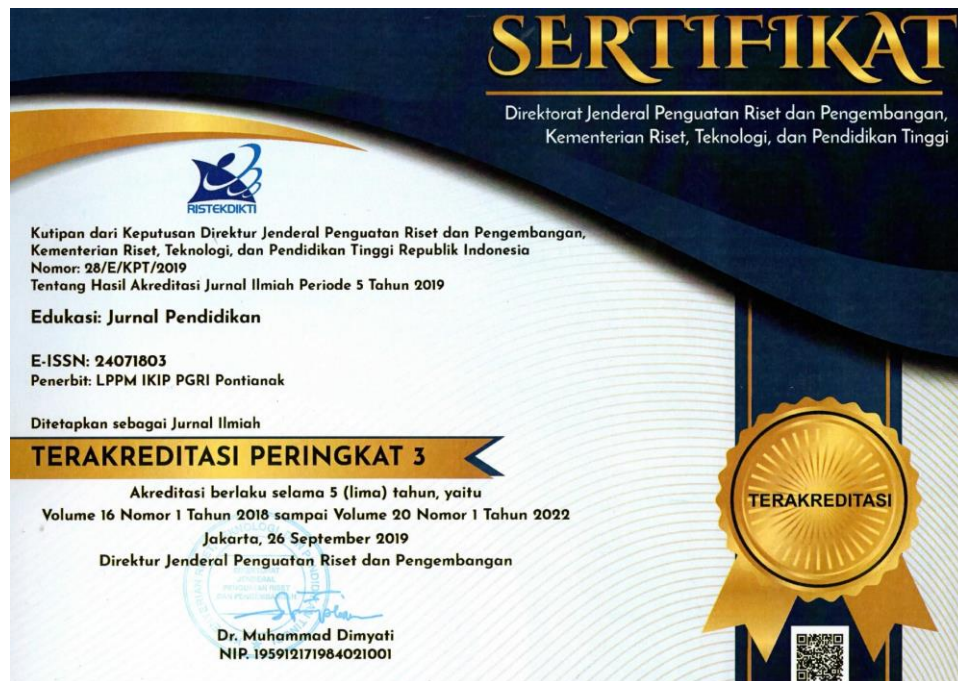 SERTIFIKAT
Direktorat Jenderal Penguatan Riset dan Pengembangan,
Kementerian Riset, Teknologi, dan Pendidikan Tinggi
RISTEKDIKTI
Kutipan dari Keputusan Direktur Jenderal Penguatan Riset dan Pengembangan,
Kementerian Riset, Teknologi, dan Pendidikan Tinggi Republik Indonesia
Nomor: 28/E/KPT/2019
Tentang Hasil Akreditasi Jurnal Ilmiah Periode 5 Tahun 2019
Edukasi: Jurnal Pendidikan
E-ISSN: 24071803
Penerbit: LPPM IKIP PGRI Pontianak
Ditetapkan sebagai Jurnal Ilmiah
TERAKREDITASI PERINGKAT 3
Akreditasi berlaku selama 5 (lima) tahun, yaitu
Volume 16 Nomor 1 Tahun 2018 sampai Volume 20 Nomor 1 Tahun 2022
Jakarta, 26 September 2019
Direktur Jenderal Penguatan Riset dan Pengembangan
Dr. Muhammad Dimyati
NIP. 195912171984021001
TERAKREDITASI